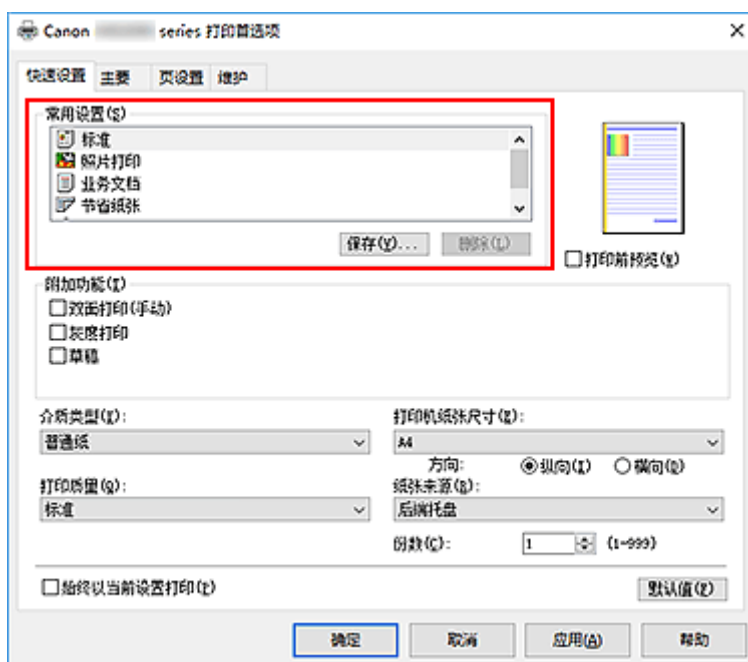 Canon series 打印首选项
快速设置 主要 页设置 维护
常用设置(S)
标准
照片打印
业务文档
节省纸张
保存(V)... 删除(L)
打印前预览(W)
附加功能(I)
双面打印(手动)
灰度打印
草稿
介质类型(I): 打印机纸张尺寸(Z):
普通纸 A4
方向: 纵向(I) 横向(D)
打印质量(Q): 纸张来源(B):
标准 后端托盘
份数(C): 1 (1-999)
始终以当前设置打印(P) 默认值(F)
确定 取消 应用(A) 帮助